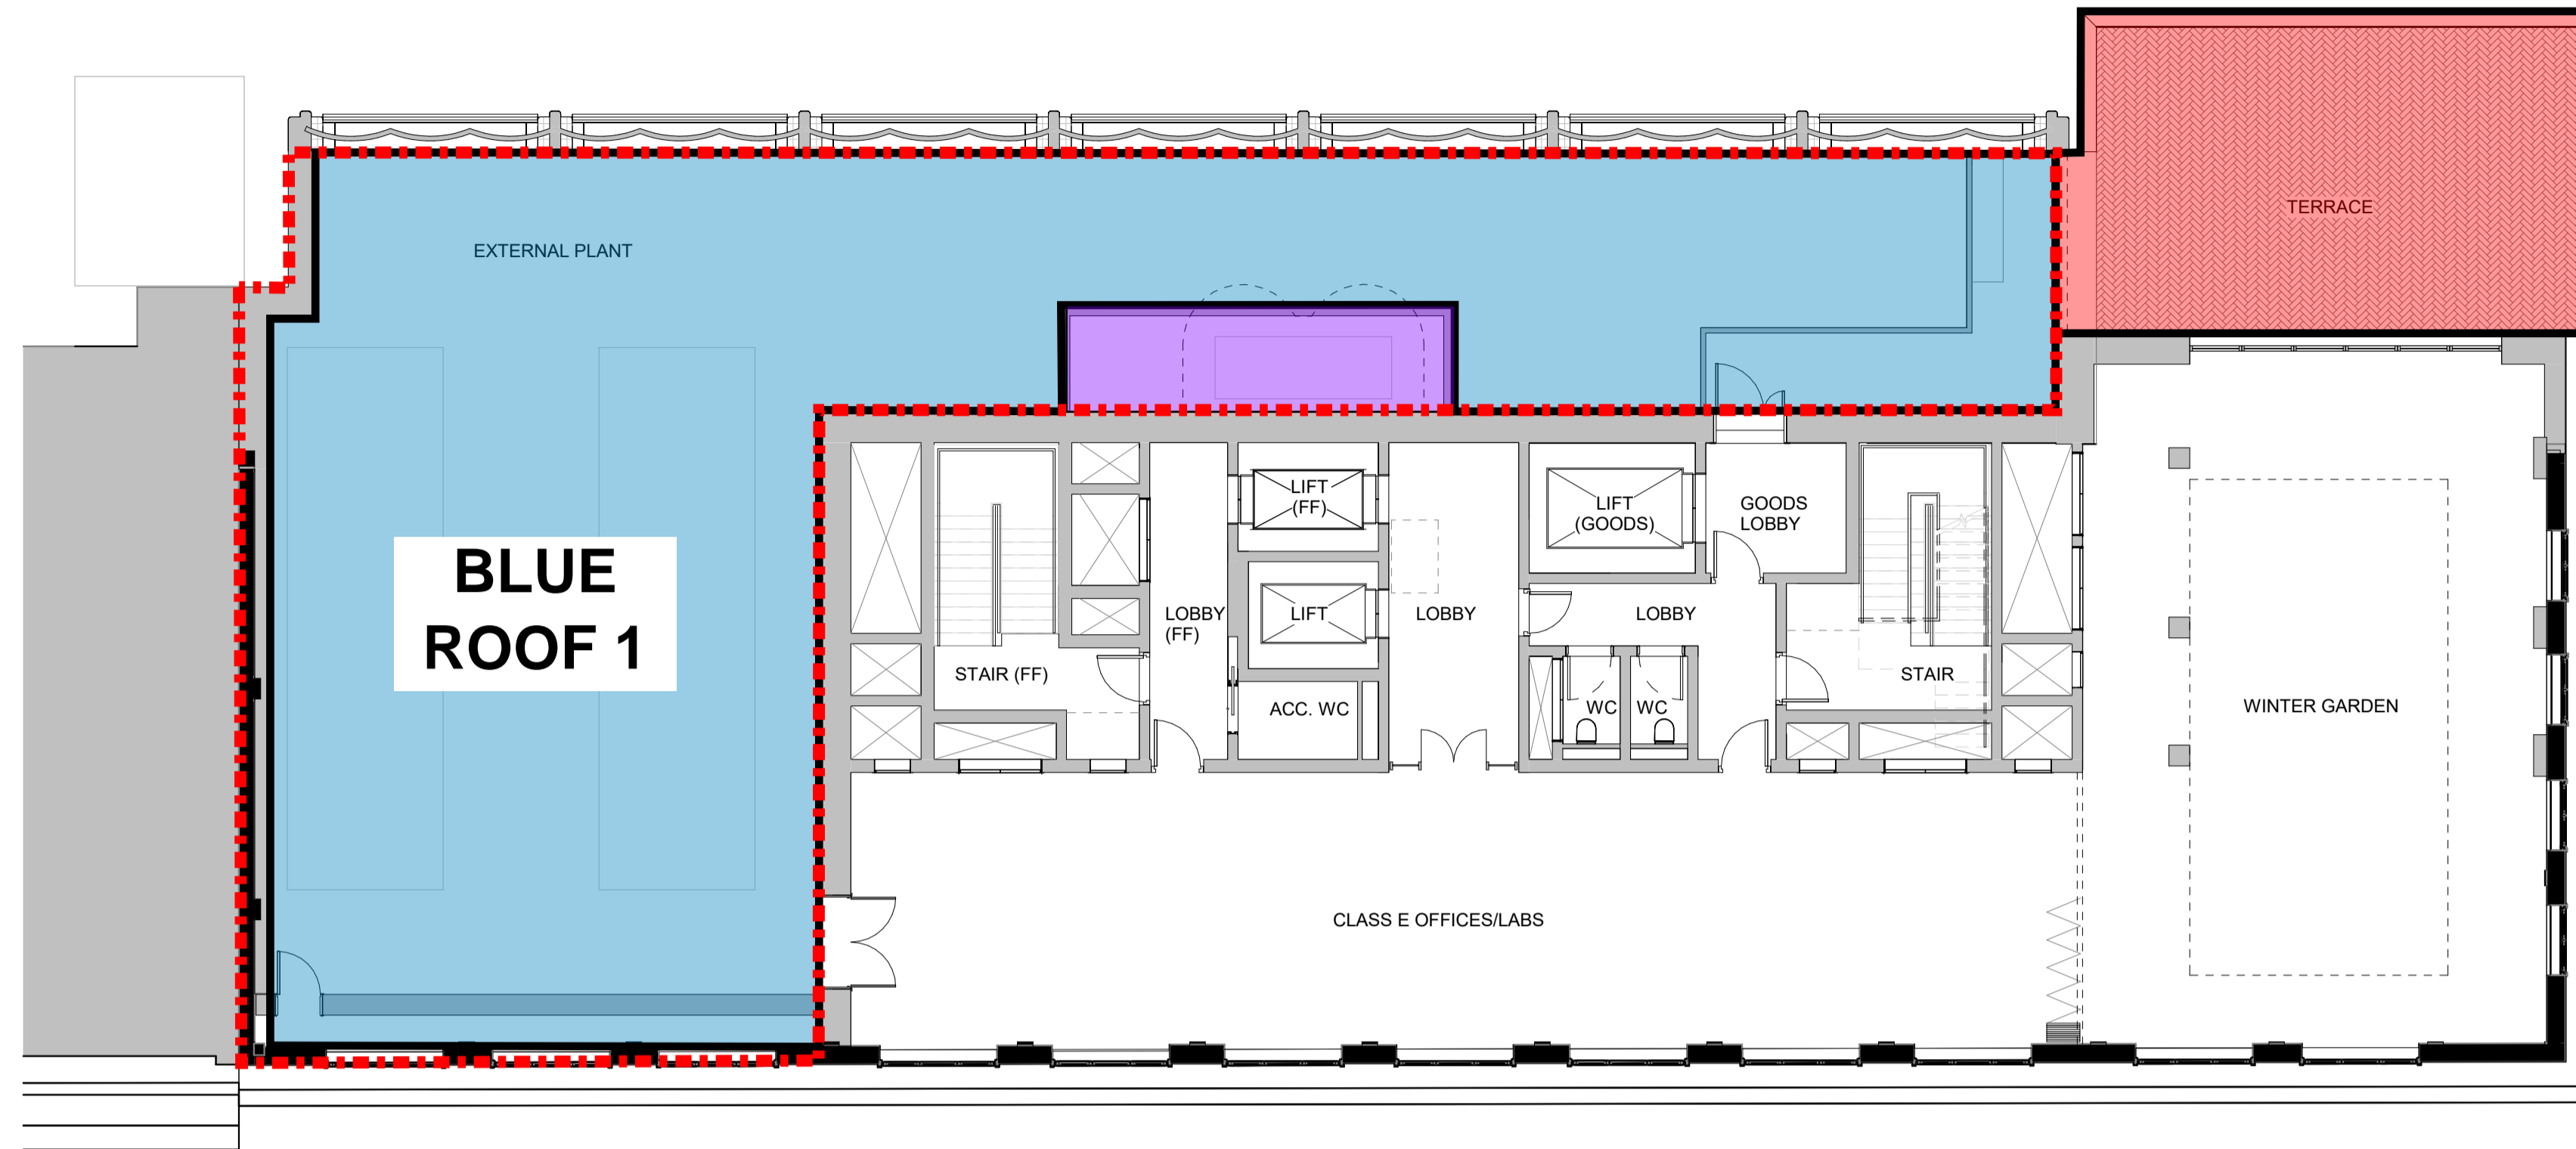 TERRACE
EXTERNAL PLANT
LIFT
(FF)
LIFT
(GOODS)
GOODS
LOBBY
BLUE
ROOF 1
LOBBY
(FF)
LIFT
LOBBY
LOBBY
STAIR (FF)
STAIR
ACC. WC
WC
WC
WINTER GARDEN
CLASS E OFFICES/LABS